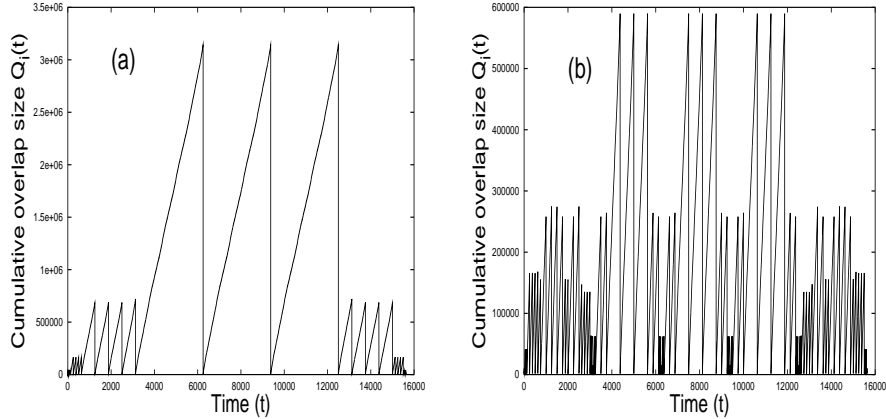 3.5e+06
3e+06
2.5e+06
2e+06
1.5e+06
1e+06
500000
0
0 2000 4000 6000 8000 10000 12000 14000 16000
Time (t)
Cumulative overlap size Q_i(t)
(a)
600000
500000
400000
300000
200000
100000
0
0 2000 4000 6000 8000 10000 12000 14000 16000
Time (t)
Cumulative overlap size Q_i(t)
(b)